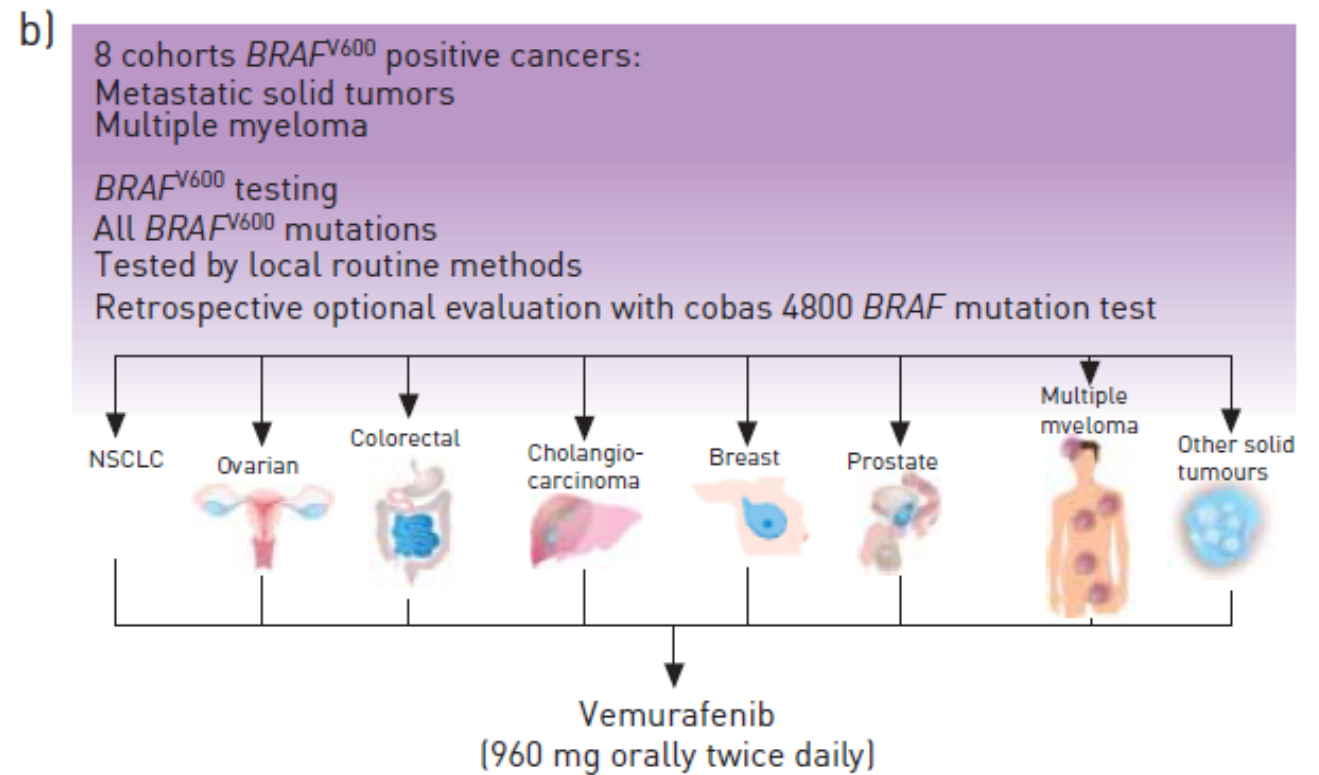 b)
8 cohorts BRAFV600 positive cancers:
Metastatic solid tumors
Multiple myeloma
BRAFV600 testing
All BRAFV600 mutations
Tested by local routine methods
Retrospective optional evaluation with cobas 4800 BRAF mutation test
NSCLC
Ovarian
Colorectal
Cholangio-
carcinoma
Breast
Prostate
Multiple
myeloma
Other solid
tumours
Vemurafenib
(960 mg orally twice daily)